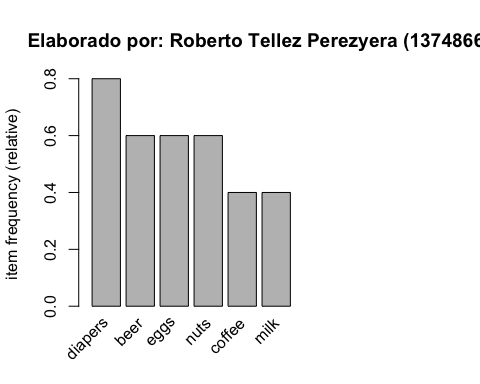 Elaborado por: Roberto Tellez Perezyera (1374866
item frequency (relative)
0.8
0.6
0.4
0.2
0.0
diapers
beer
eggs
nuts
coffee
milk